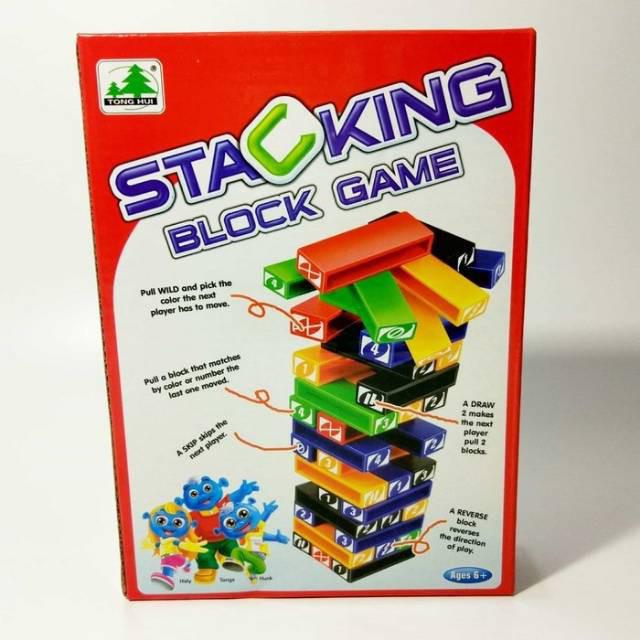 TONG HUI
®
STACKING
BLOCK GAME
Pull WILD and pick the
color the next
player has to move.
Pull a block that matches
by color or number the
last one moved.
A SKIP skips the
next player.
A DRAW
2 makes
the next
player
pull 2
blocks.
A REVERSE
block
reverses
the direction
of play.
Ages 6+